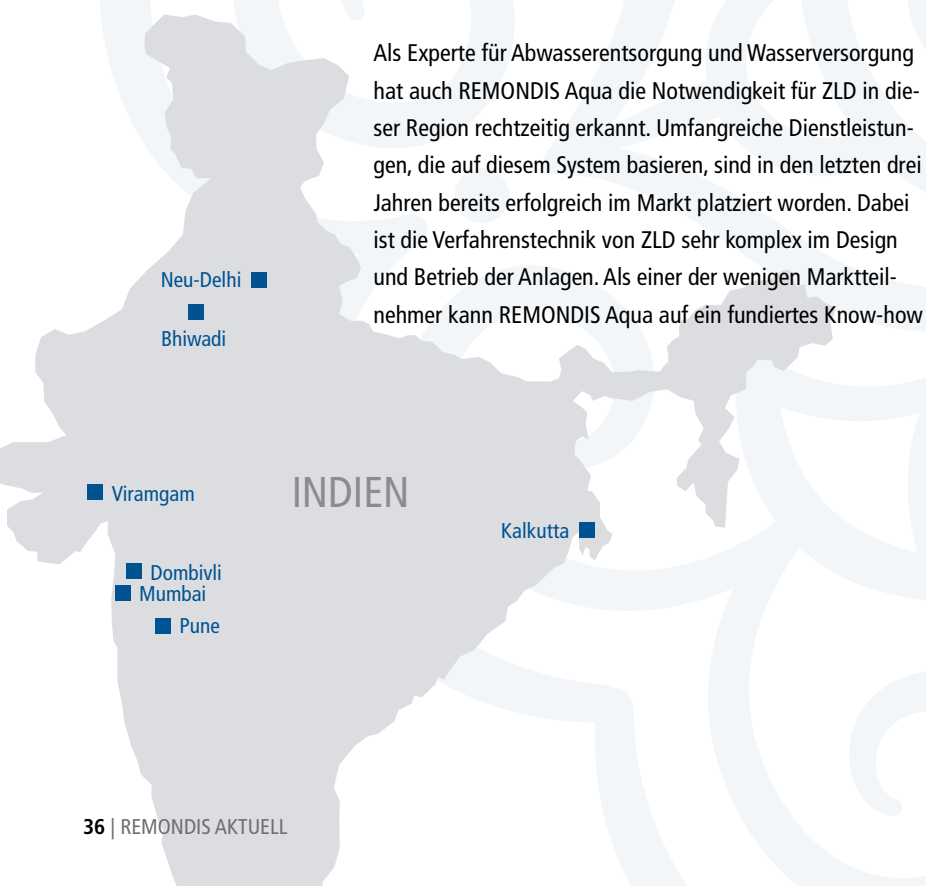 Als Experte für Abwasserentsorgung und Wasserversorgung
hat auch REMONDIS Aqua die Notwendigkeit für ZLD in die-
ser Region rechtzeitig erkannt. Umfangreiche Dienstleistun-
gen, die auf diesem System basieren, sind in den letzten drei
Jahren bereits erfolgreich im Markt platziert worden. Dabei
ist die Verfahrenstechnik von ZLD sehr komplex im Design
und Betrieb der Anlagen. Als einer der wenigen Marktteil-
nehmer kann REMONDIS Aqua auf ein fundiertes Know-how
Neu-Delhi
Bhiwadi
Viramgam
INDIEN
Kalkutta
Dombivli
Mumbai
Pune
36 | REMONDIS AKTUELL